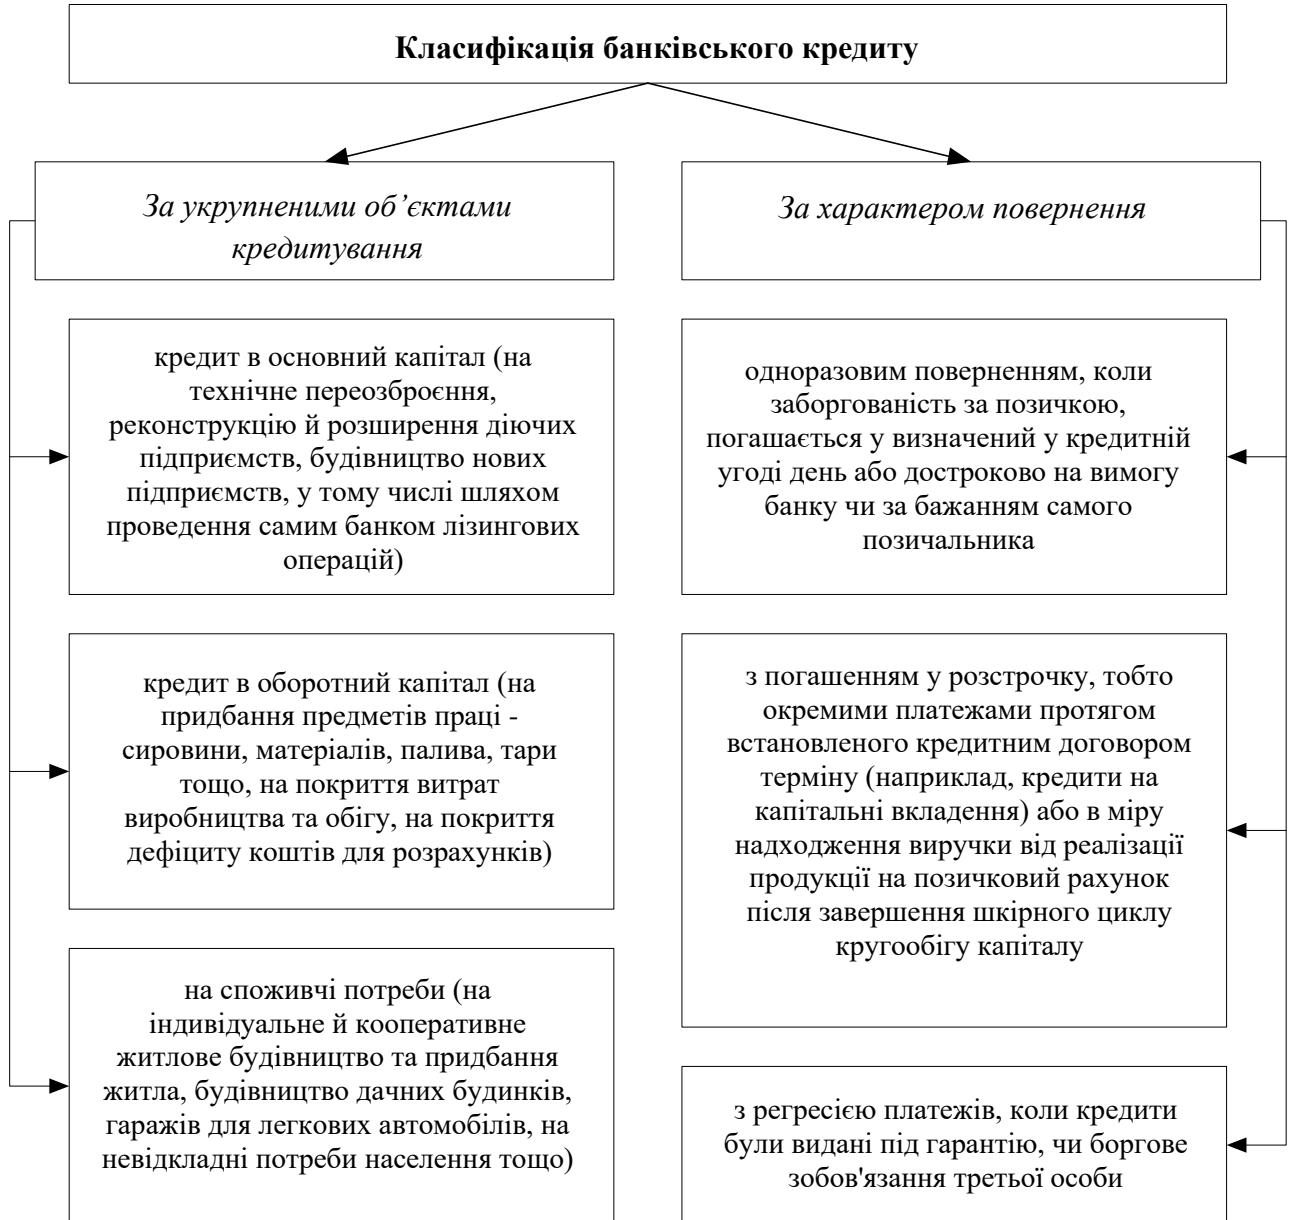 Класифікація банківського кредиту
За укрупненими об’єктами
кредитування
кредит в основний капітал (на
технічне переозброєння,
реконструкцію й розширення діючих
підприємств, будівництво нових
підприємств, у тому числі шляхом
проведення самим банком лізингових
операцій)
кредит в оборотний капітал (на
придбання предметів праці -
сировини, матеріалів, палива, тари
тощо, на покриття витрат
виробництва та обігу, на покриття
дефіциту коштів для розрахунків)
на споживчі потреби (на
індивідуальне й кооперативне
житлове будівництво та придбання
житла, будівництво дачних будинків,
гаражів для легкових автомобілів, на
невідкладні потреби населення тощо)
За характером повернення
одноразовим поверненням, коли
заборгованість за позичкою,
погашається у визначений у кредитній
угоді день або достроково на вимогу
банку чи за бажанням самого
позичальника
з погашенням у розстрочку, тобто
окремими платежами протягом
встановленого кредитним договором
терміну (наприклад, кредити на
капітальні вкладення) або в міру
надходження виручки від реалізації
продукції на позичковий рахунок
після завершення шкірного циклу
кругообігу капіталу
з регресією платежів, коли кредити
були видані під гарантію, чи боргове
зобов'язання третьої особи